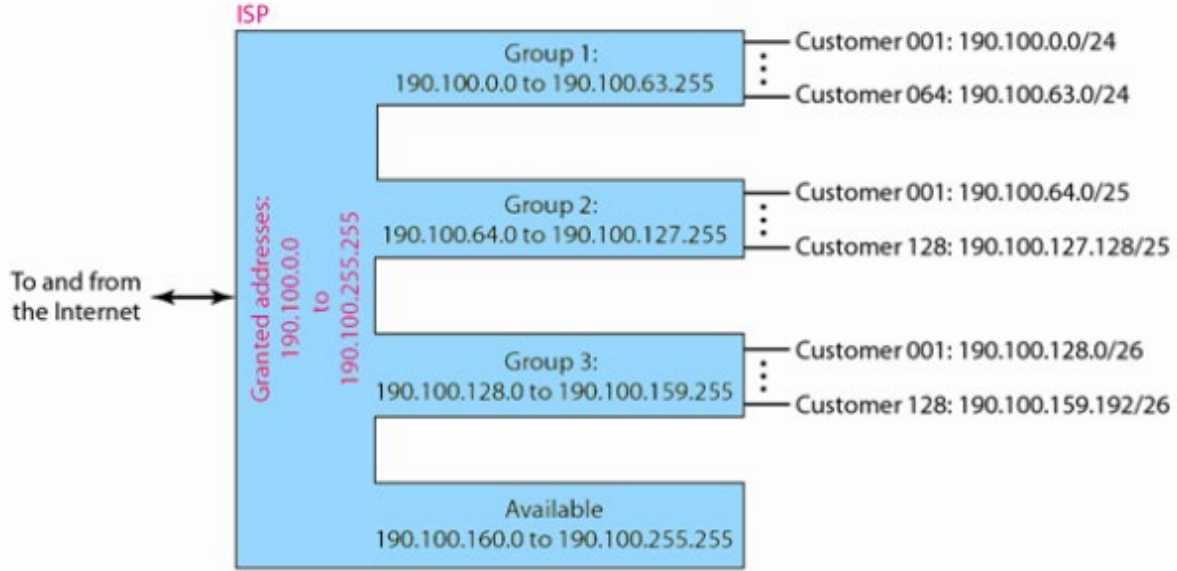 ISP
Group 1:
190.100.0.0 to 190.100.63.255
Customer 001: 190.100.0.0/24
Customer 064: 190.100.63.0/24
Group 2:
190.100.64.0 to 190.100.127.255
Customer 001: 190.100.64.0/25
Customer 128: 190.100.127.128/25
To and from
the Internet
Granted addresses:
190.100.0.0
to
190.100.255.255
Group 3:
190.100.128.0 to 190.100.159.255
Customer 001: 190.100.128.0/26
Customer 128: 190.100.159.192/26
Available
190.100.160.0 to 190.100.255.255